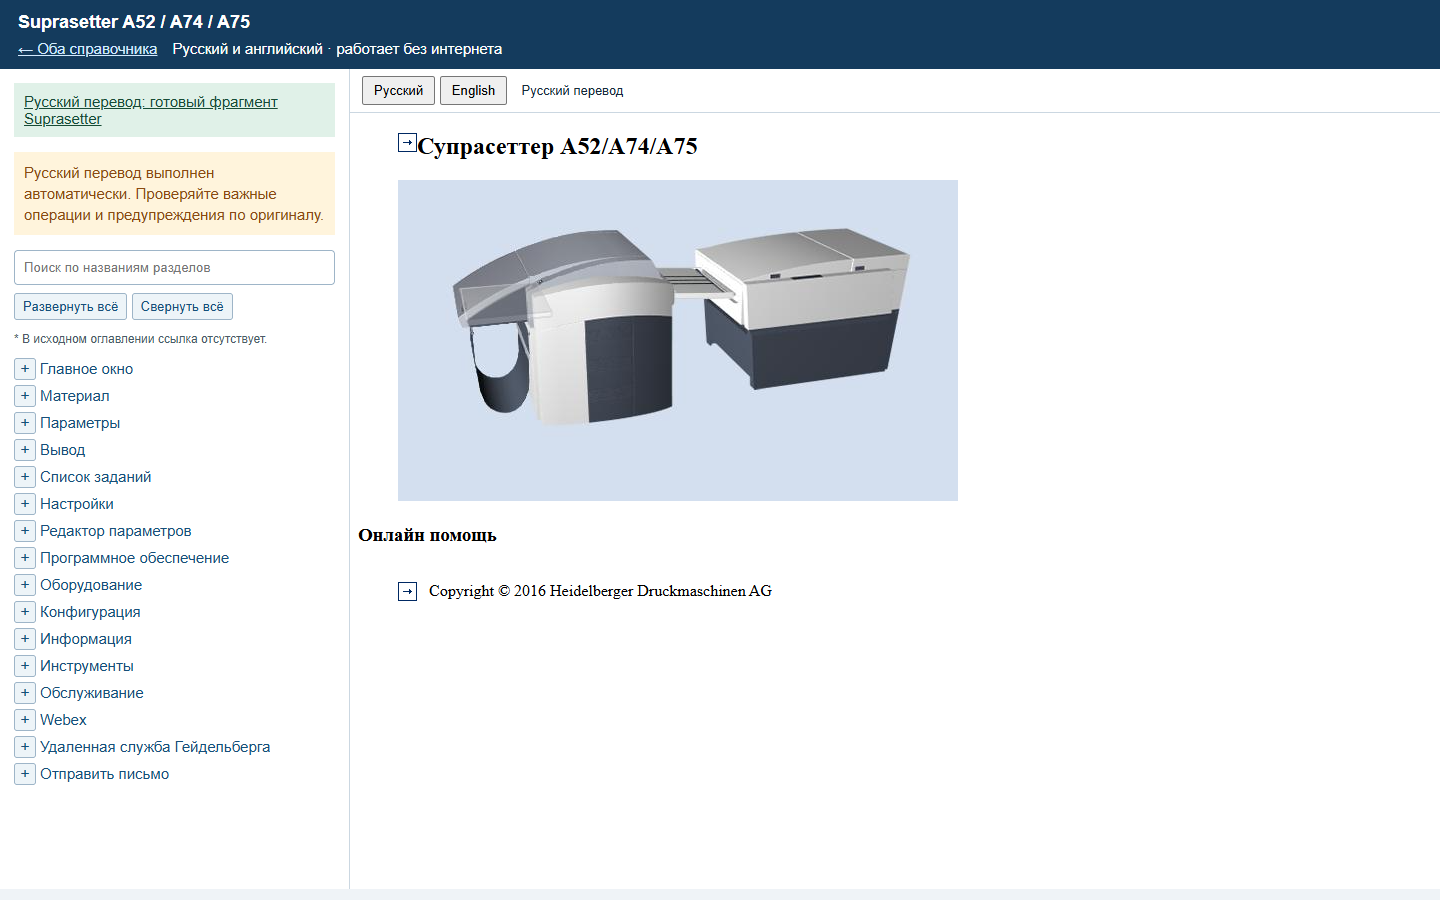 Suprasetter A52 / A74 / A75
← Оба справочника Русский и английский · работает без интернета
Русский перевод: готовый фрагмент
Suprasetter
Русский перевод выполнен
автоматически. Проверяйте важные
операции и предупреждения по оригиналу.
Поиск по названиям разделов
Развернуть всё Свернуть всё
* В исходном оглавлении ссылка отсутствует.
+ Главное окно
+ Материал
+ Параметры
+ Вывод
+ Список заданий
+ Настройки
+ Редактор параметров
+ Программное обеспечение
+ Оборудование
+ Конфигурация
+ Информация
+ Инструменты
+ Обслуживание
+ Webex
+ Удаленная служба Гейдельберга
+ Отправить письмо
Русский English Русский перевод
→ Супрасеттер А52/А74/А75
Онлайн помощь
→ Copyright © 2016 Heidelberger Druckmaschinen AG